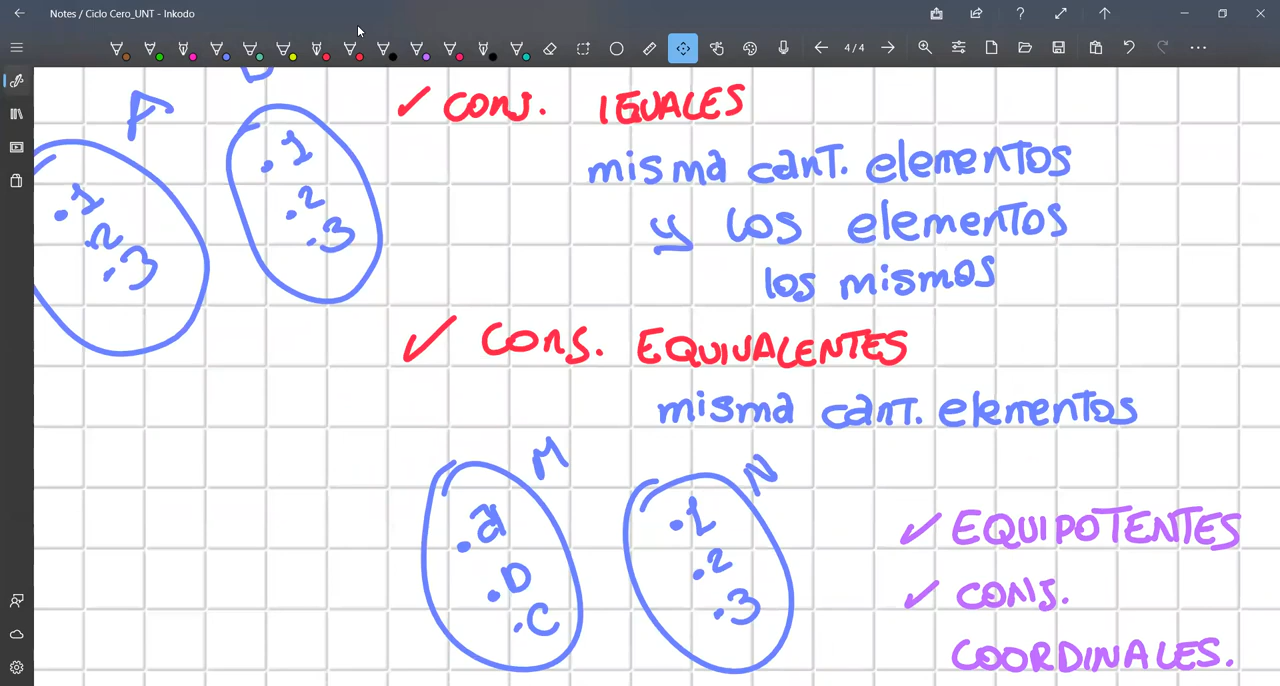 Notes / Ciclo Cero_UNT - Inkodo
4 / 4
A
✓ CONJ. IGUALES
misma cant. elementos
y los elementos
los mismos
.1
.2
.3
.1
.2
.3
✓ CONJ. EQUIVALENTES
misma cant. elementos
M
N
.a
.b
.c
.1
.2
.3
✓ EQUIPOTENTES
✓ CONJ.
COORDINALES.